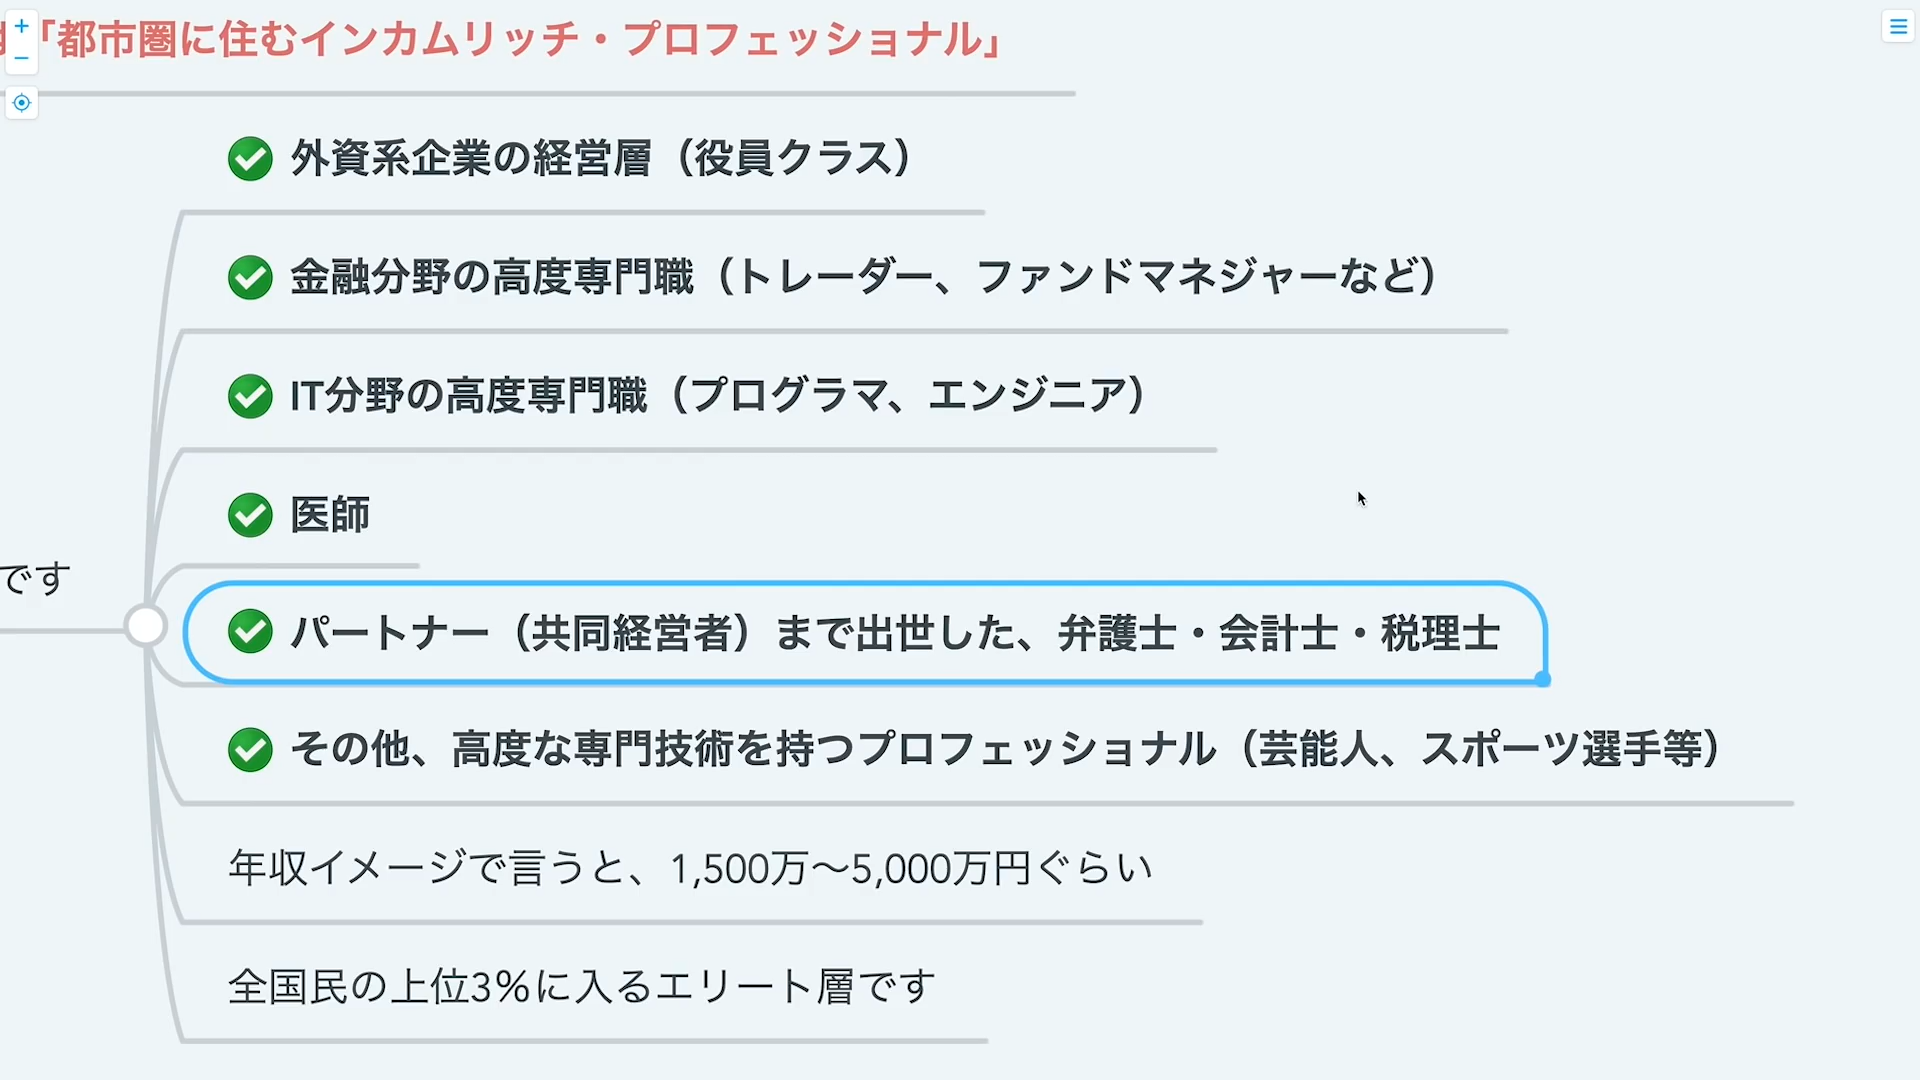 「都市圏に住むインカムリッチ・プロフェッショナル」
外資系企業の経営層（役員クラス）
金融分野の高度専門職（トレーダー、ファンドマネジャーなど）
IT分野の高度専門職（プログラマ、エンジニア）
医師
です
パートナー（共同経営者）まで出世した、弁護士・会計士・税理士
その他、高度な専門技術を持つプロフェッショナル（芸能人、スポーツ選手等）
年収イメージで言うと、1,500万〜5,000万円ぐらい
全国民の上位3%に入るエリート層です